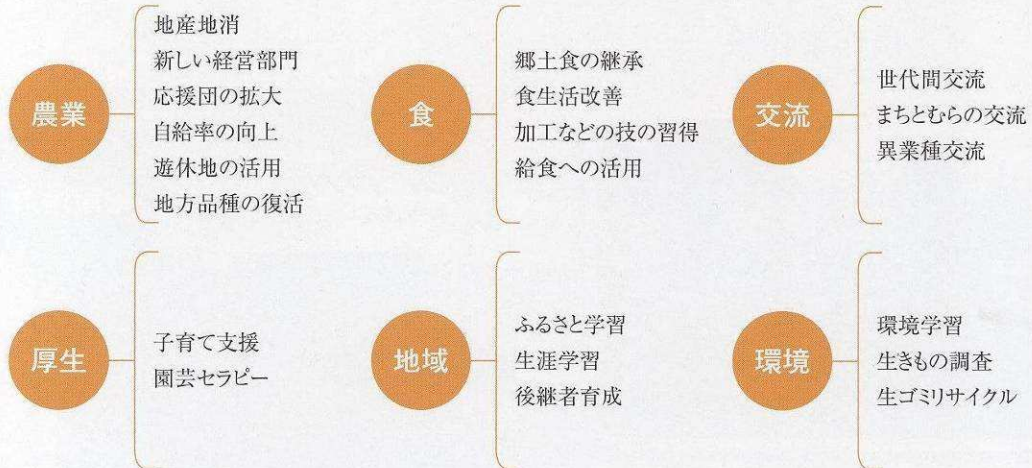 農業
地産地消
新しい経営部門
応援団の拡大
自給率の向上
遊休地の活用
地方品種の復活
食
郷土食の継承
食生活改善
加工などの技の習得
給食への活用
交流
世代間交流
まちとむらの交流
異業種交流
厚生
子育て支援
園芸セラピー
地域
ふるさと学習
生涯学習
後継者育成
環境
環境学習
生きもの調査
生ゴミリサイクル